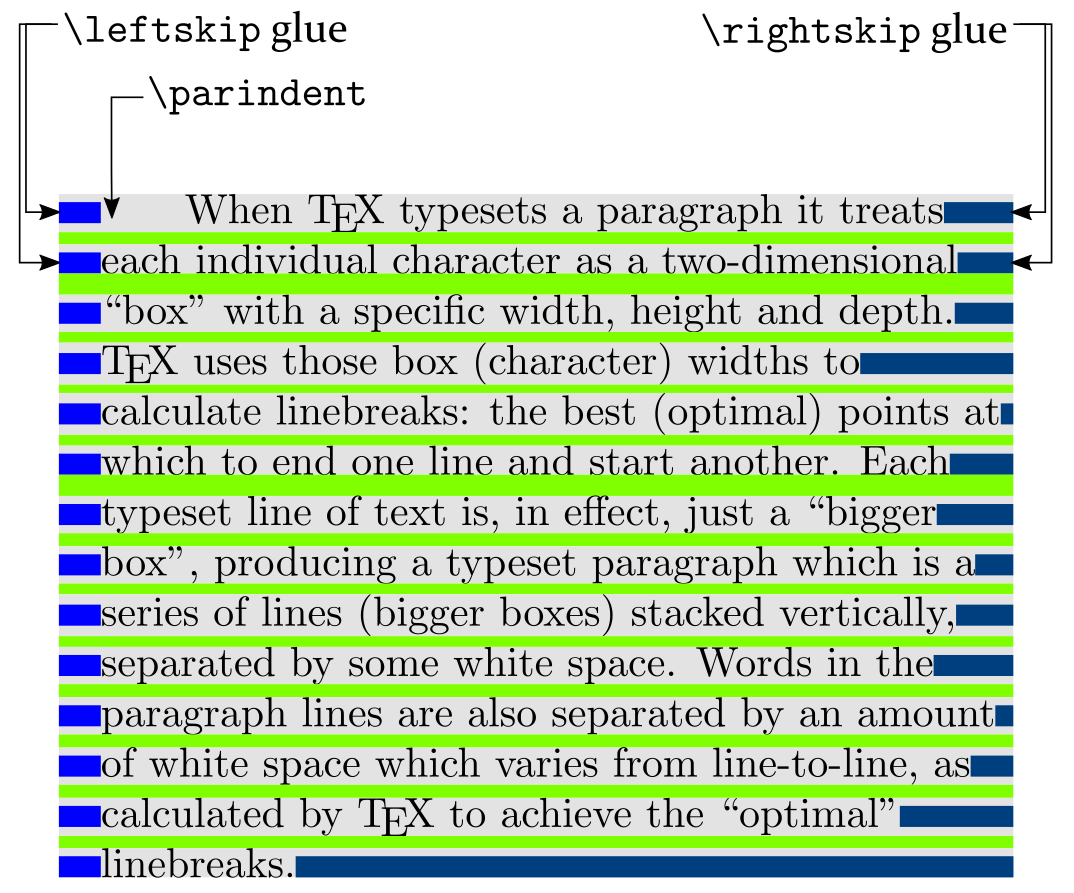 \leftskip glue
\rightskip glue
\parindent
When TEX typesets a paragraph it treats
each individual character as a two-dimensional
“box” with a specific width, height and depth.
TEX uses those box (character) widths to
calculate linebreaks: the best (optimal) points at
which to end one line and start another. Each
typeset line of text is, in effect, just a “bigger
box”, producing a typeset paragraph which is a
series of lines (bigger boxes) stacked vertically,
separated by some white space. Words in the
paragraph lines are also separated by an amount
of white space which varies from line-to-line, as
calculated by TEX to achieve the “optimal”
linebreaks.